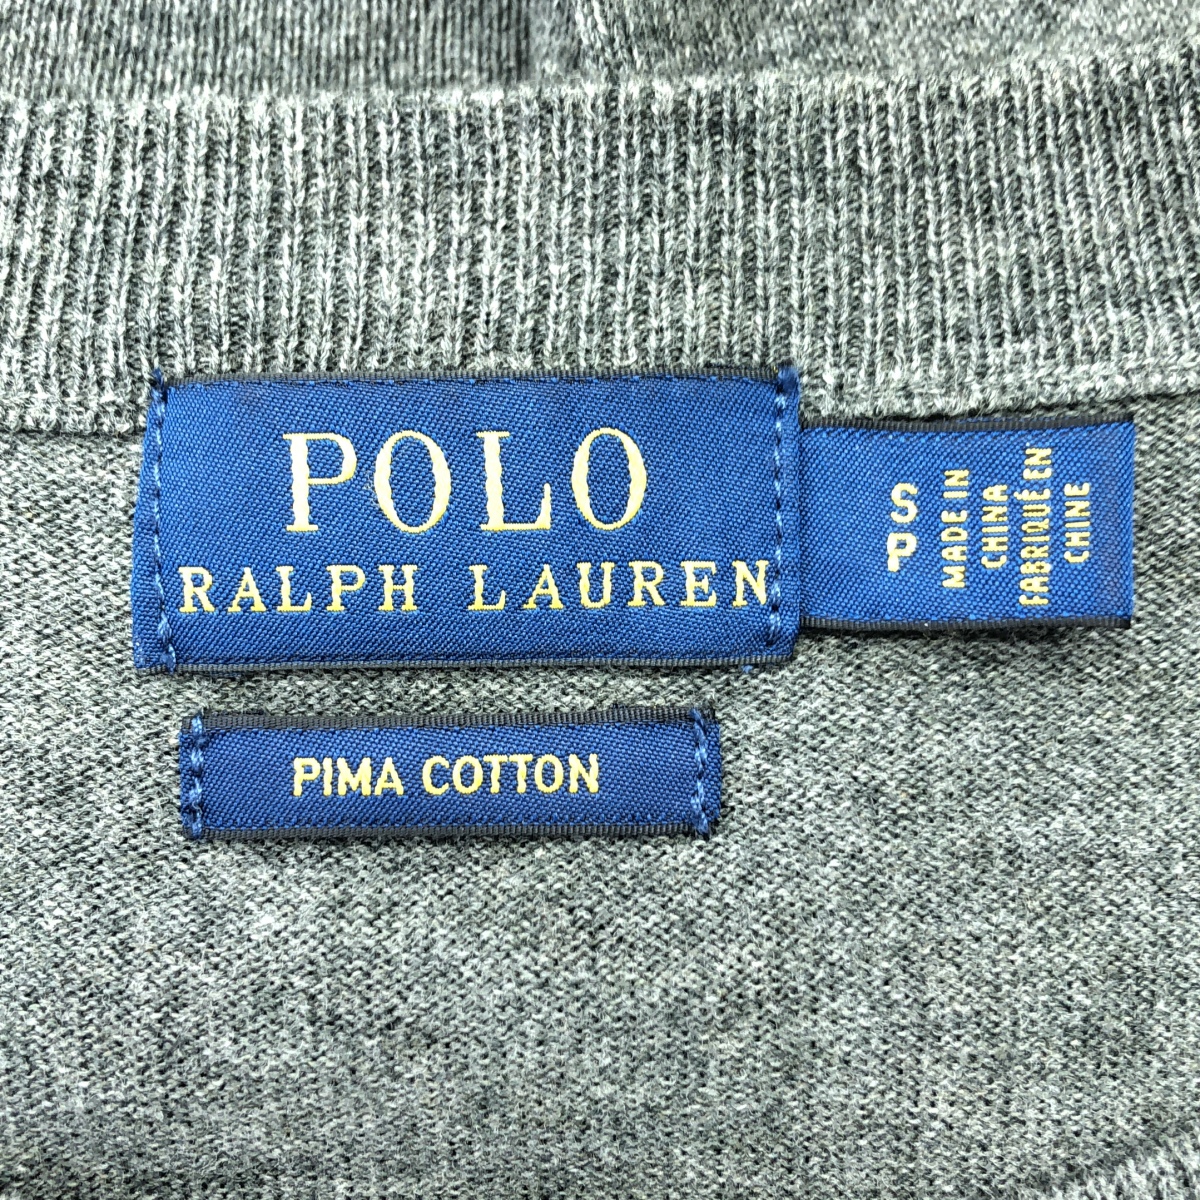 POLO
RALPH LAUREN
S
P
MADE IN
CHINA
FABRIQUÉ EN
CHINE
PIMA COTTON